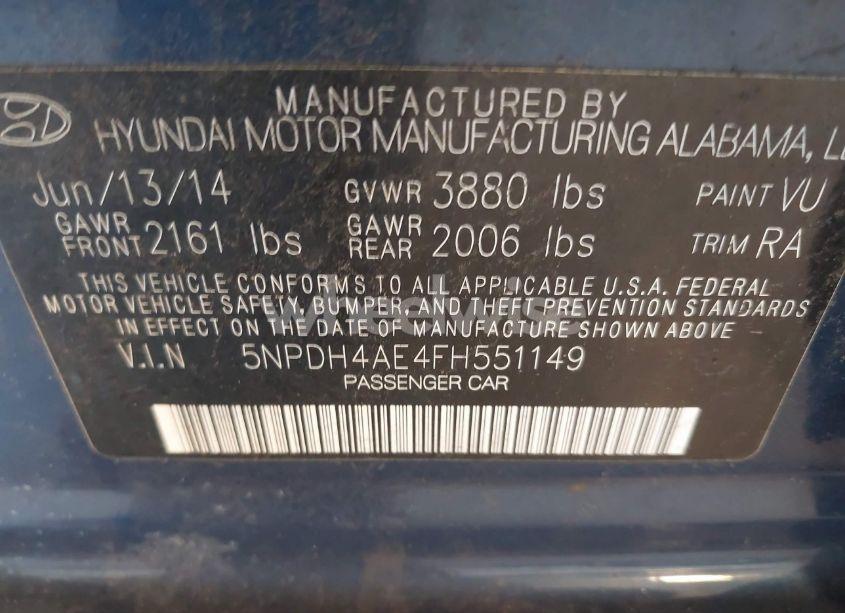 MANUFACTURED BY
HYUNDAI MOTOR MANUFACTURING ALABAMA,
Jun/13/14 GVWR 3880 lbs PAINT VU
GAWR FRONT 2161 lbs GAWR REAR 2006 lbs TRIM RA
THIS VEHICLE CONFORMS TO ALL APPLICABLE U.S.A. FEDERAL
MOTOR VEHICLE SAFETY, BUMPER, AND THEFT PREVENTION STANDARDS
IN EFFECT ON THE DATE OF MANUFACTURE SHOWN ABOVE
V.I.N 5NPDH4AE4FH551149
PASSENGER CAR